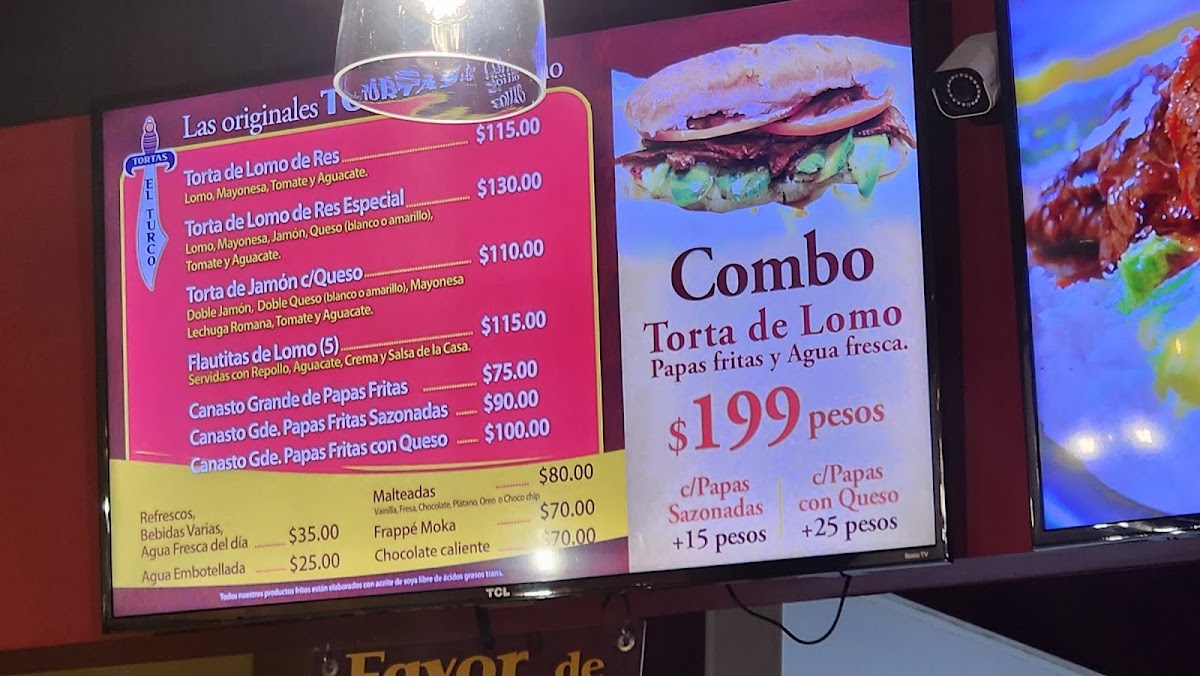 Las originales
TORTAS
EL TURCO
Torta de Lomo de Res $115.00
Lomo, Mayonesa, Tomate y Aguacate.
Torta de Lomo de Res Especial $130.00
Lomo, Mayonesa, Jamón, Queso (blanco o amarillo),
Tomate y Aguacate.
Torta de Jamón c/Queso $110.00
Doble Jamón, Doble Queso (blanco o amarillo), Mayonesa
Lechuga Romana, Tomate y Aguacate.
Flautitas de Lomo (5) $115.00
Servidas con Repollo, Aguacate, Crema y Salsa de la Casa.
Canasto Grande de Papas Fritas $75.00
Canasto Gde. Papas Fritas Sazonadas $90.00
Canasto Gde. Papas Fritas con Queso $100.00
Refrescos,
Bebidas Varias,
Agua Fresca del día $35.00
Agua Embotellada $25.00
Malteadas $80.00
Vainilla, Fresa, Chocolate, Plátano, Oreo o Choco chip
Frappé Moka $70.00
Chocolate caliente $70.00
Todos nuestros productos fritos están elaborados con aceite de soya libre de ácidos grasos trans.
Combo
Torta de Lomo
Papas fritas y Agua fresca.
$199 pesos
c/Papas
Sazonadas
+15 pesos
c/Papas
con Queso
+25 pesos
TCL
Roku TV
Favor de